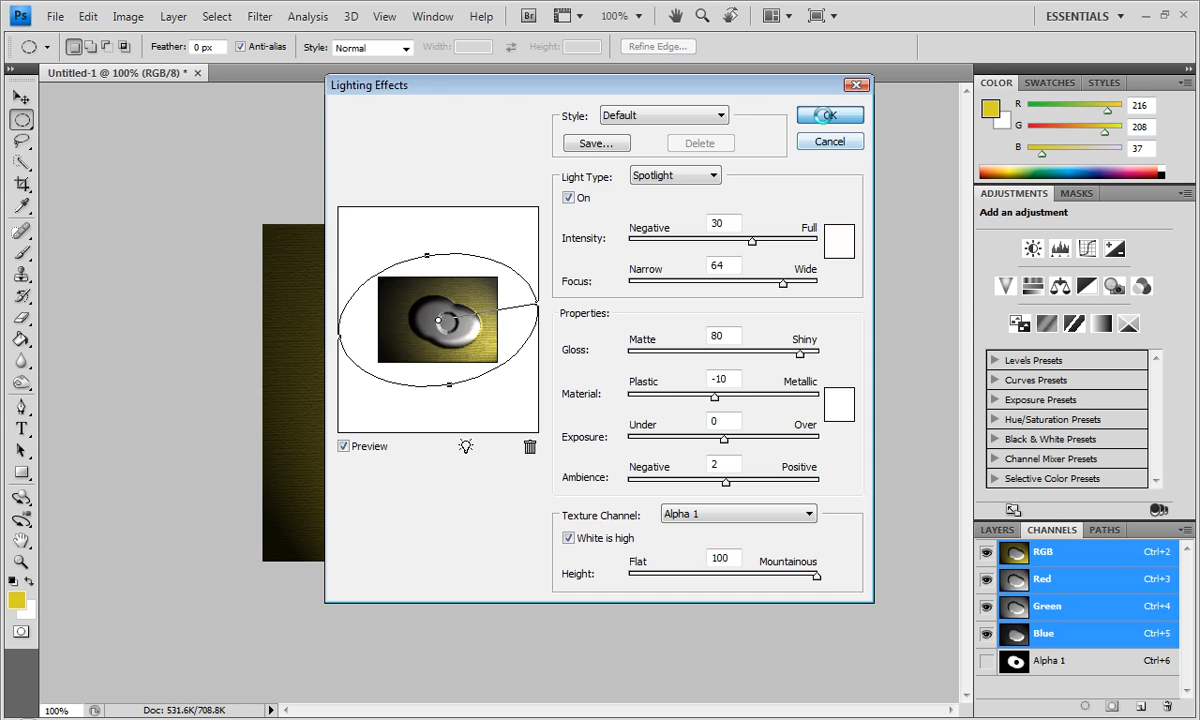 Ps File Edit Image Layer Select Filter Analysis 3D View Window Help Br 100% ESSENTIALS
Feather: 0 px Anti-alias Style: Normal Width: Height: Refine Edge...
Untitled-1 @ 100% (RGB/8) *
Lighting Effects
Style: Default
OK
Save...
Delete
Cancel
Light Type: Spotlight
On
Negative 30 Full
Intensity:
Narrow 64 Wide
Focus:
Properties:
Matte 80 Shiny
Gloss:
Plastic -10 Metallic
Material:
Under 0 Over
Exposure:
Negative 2 Positive
Ambience:
Preview
Texture Channel: Alpha 1
White is high
Flat 100 Mountainous
Height:
COLOR SWATCHES STYLES
R 216
G 208
B 37
ADJUSTMENTS MASKS
Add an adjustment
Levels Presets
Curves Presets
Exposure Presets
Hue/Saturation Presets
Black & White Presets
Channel Mixer Presets
Selective Color Presets
LAYERS CHANNELS PATHS
RGB Ctrl+2
Red Ctrl+3
Green Ctrl+4
Blue Ctrl+5
Alpha 1 Ctrl+6
100% Doc: 531.6K/708.8K